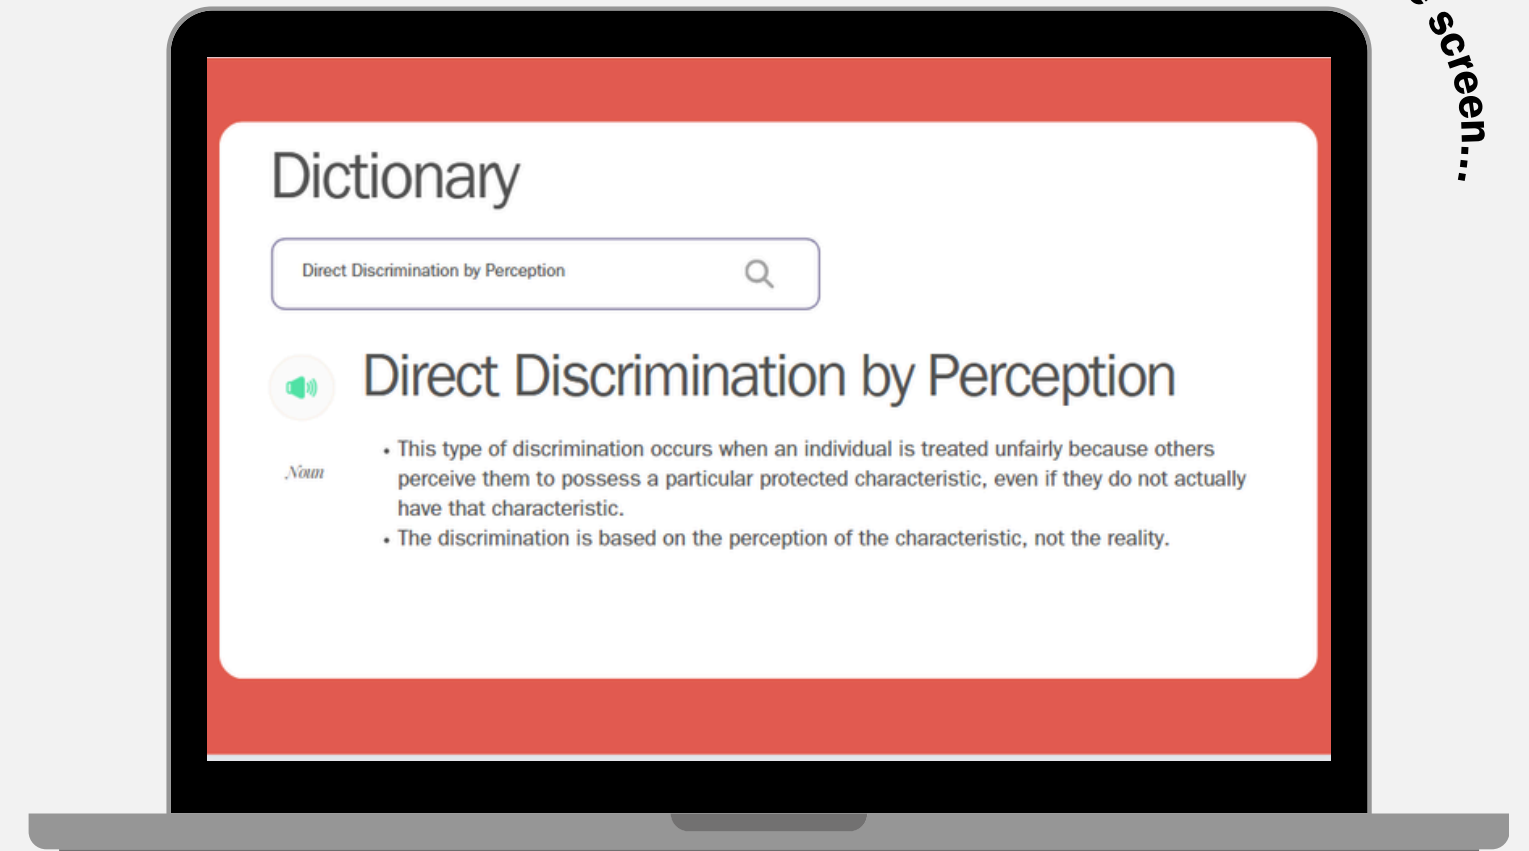 screen...
Dictionary
Direct Discrimination by Perception
Direct Discrimination by Perception
Noun
• This type of discrimination occurs when an individual is treated unfairly because others
perceive them to possess a particular protected characteristic, even if they do not actually
have that characteristic.
• The discrimination is based on the perception of the characteristic, not the reality.